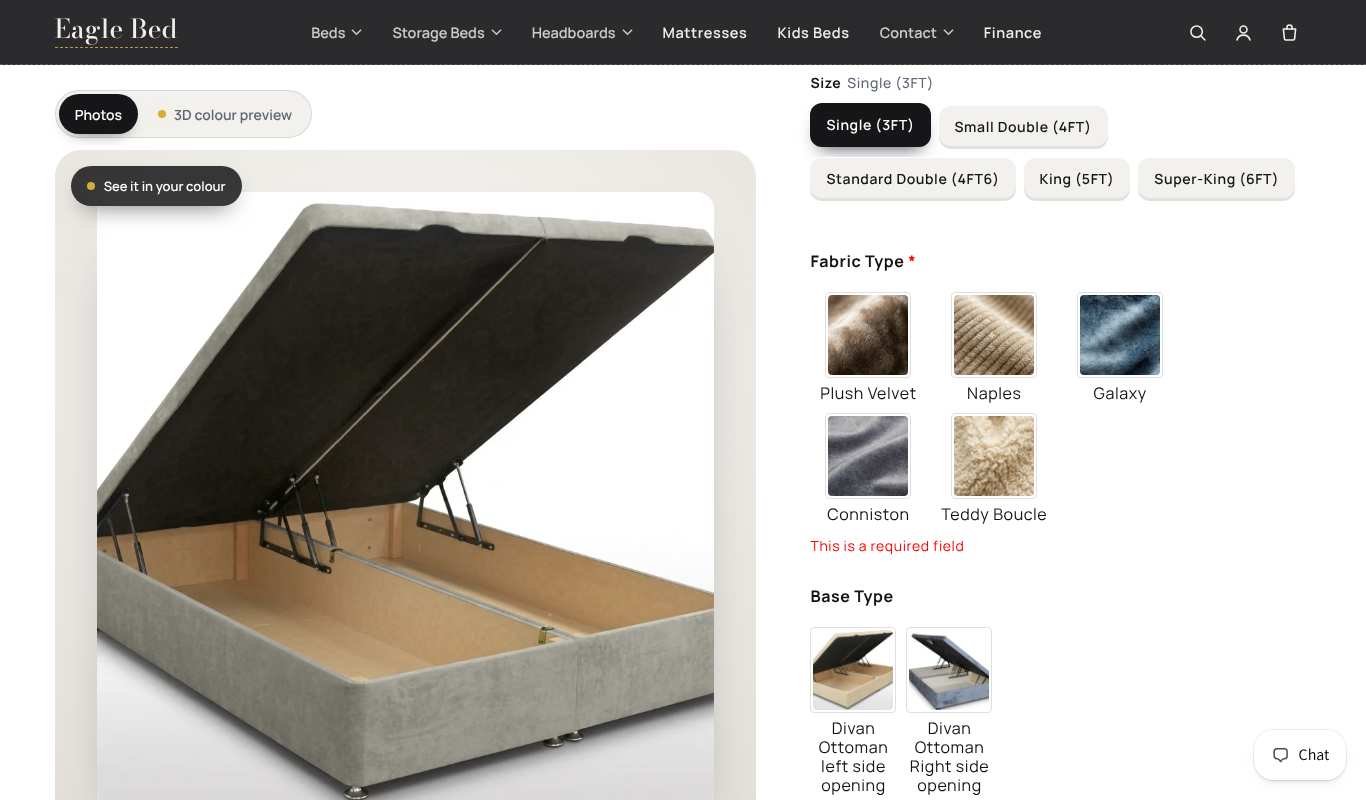 Eagle Bed
Beds
Storage Beds
Headboards
Mattresses
Kids Beds
Contact
Finance
Photos
3D colour preview
See it in your colour
Size Single (3FT)
Single (3FT)
Small Double (4FT)
Standard Double (4FT6)
King (5FT)
Super-King (6FT)
Fabric Type *
Plush Velvet
Naples
Galaxy
Conniston
Teddy Boucle
This is a required field
Base Type
Divan
Ottoman
left side
opening
Divan
Ottoman
Right side
opening
Chat